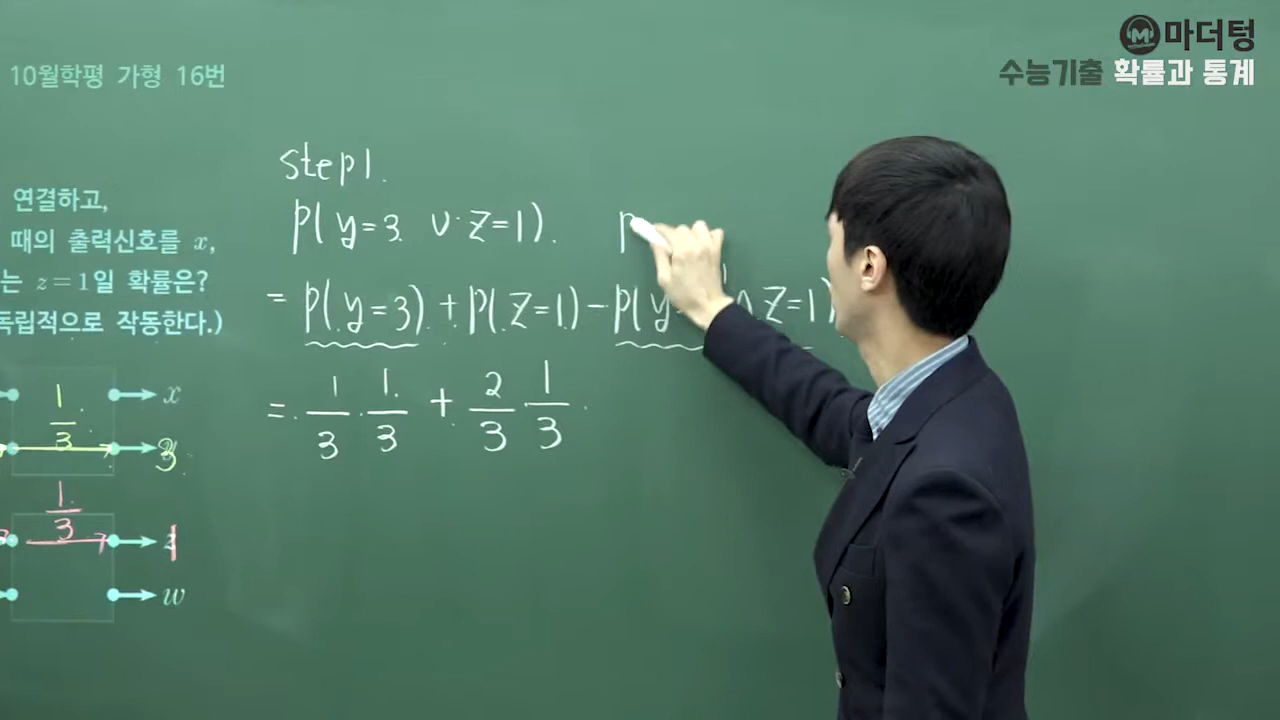 마더텅
수능기출 확률과 통계
10월학평 가형 16번
연결하고,
때의 출력신호를 x,
는 z=1일 확률은?
독립적으로 작동한다.)
step1.
P(y=3 ∪ z=1).
P
= P(y=3) + P(z=1) - P(y ∩ z=1)
= 1/3 · 1/3 + 2/3 · 1/3
x
1/3
3
1/3
1
w